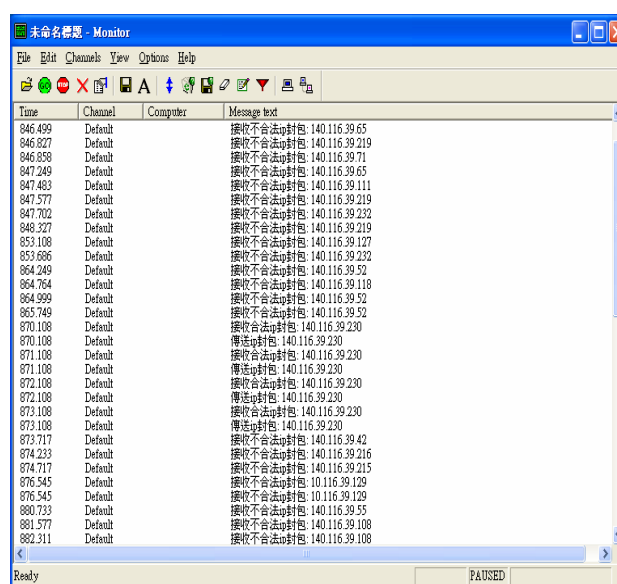 未命名標題 - Monitor
File Edit Channels View Options Help
GO STOP A
Time Channel Computer Message text
846.499 Default 接收不合法ip封包: 140.116.39.65
846.827 Default 接收不合法ip封包: 140.116.39.219
846.858 Default 接收不合法ip封包: 140.116.39.71
847.249 Default 接收不合法ip封包: 140.116.39.65
847.483 Default 接收不合法ip封包: 140.116.39.111
847.577 Default 接收不合法ip封包: 140.116.39.219
847.702 Default 接收不合法ip封包: 140.116.39.232
848.327 Default 接收不合法ip封包: 140.116.39.219
853.108 Default 接收不合法ip封包: 140.116.39.127
853.686 Default 接收不合法ip封包: 140.116.39.232
864.249 Default 接收不合法ip封包: 140.116.39.52
864.764 Default 接收不合法ip封包: 140.116.39.118
864.999 Default 接收不合法ip封包: 140.116.39.52
865.749 Default 接收不合法ip封包: 140.116.39.52
870.108 Default 接收合法ip封包: 140.116.39.230
870.108 Default 傳送ip封包: 140.116.39.230
871.108 Default 接收合法ip封包: 140.116.39.230
871.108 Default 傳送ip封包: 140.116.39.230
872.108 Default 接收合法ip封包: 140.116.39.230
872.108 Default 傳送ip封包: 140.116.39.230
873.108 Default 接收合法ip封包: 140.116.39.230
873.108 Default 傳送ip封包: 140.116.39.230
873.717 Default 接收不合法ip封包: 140.116.39.42
874.233 Default 接收不合法ip封包: 140.116.39.216
874.717 Default 接收不合法ip封包: 140.116.39.215
876.545 Default 接收不合法ip封包: 10.116.39.129
876.545 Default 接收不合法ip封包: 10.116.39.129
880.733 Default 接收不合法ip封包: 140.116.39.55
881.577 Default 接收不合法ip封包: 140.116.39.108
882.311 Default 接收不合法ip封包: 140.116.39.108
Ready PAUSED